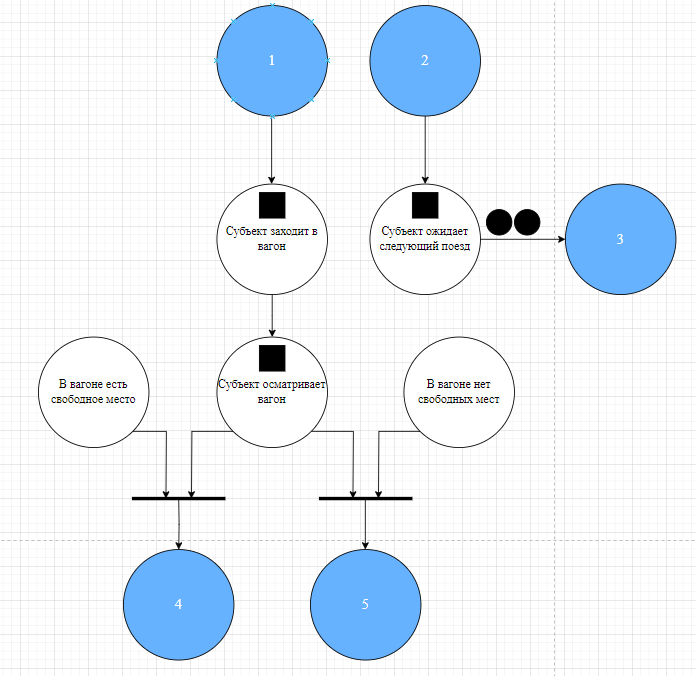 1
2
Субъект заходит в
вагон
Субъект ожидает
следующий поезд
3
В вагоне есть
свободное место
Субъект осматривает
вагон
В вагоне нет
свободных мест
4
5